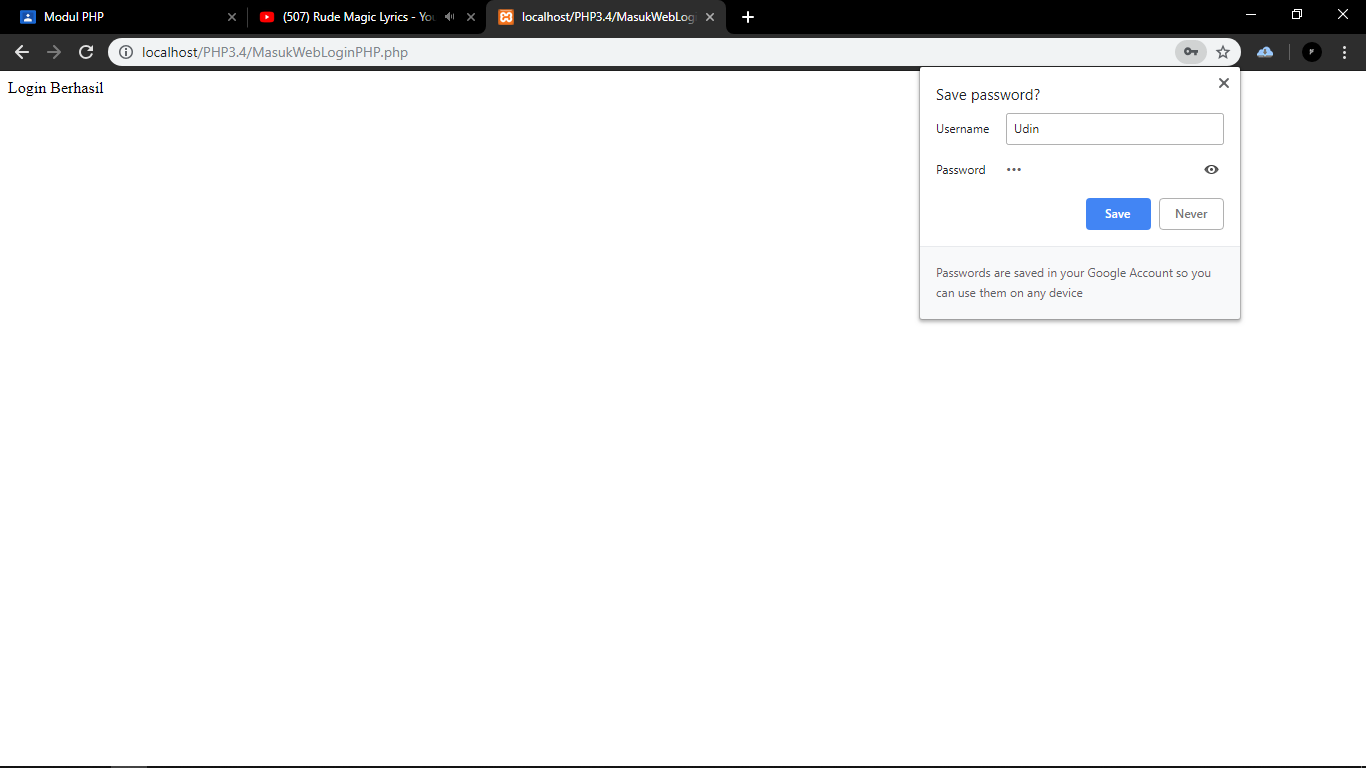 Modul PHP
(507) Rude Magic Lyrics - You
localhost/PHP3.4/MasukWebLogi
localhost/PHP3.4/MasukWebLoginPHP.php
Login Berhasil
Save password?
Username Udin
Password •••
Save Never
Passwords are saved in your Google Account so you
can use them on any device